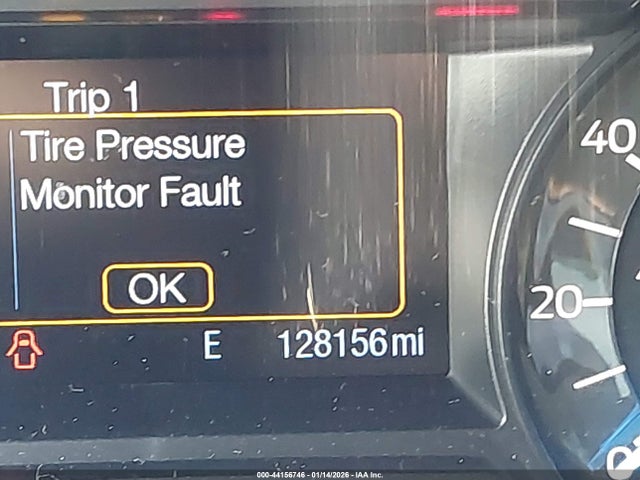 Trip 1
Tire Pressure
Monitor Fault
OK
E 128156mi
40
20
000-44156746 - 01/14/2026 - IAA Inc.